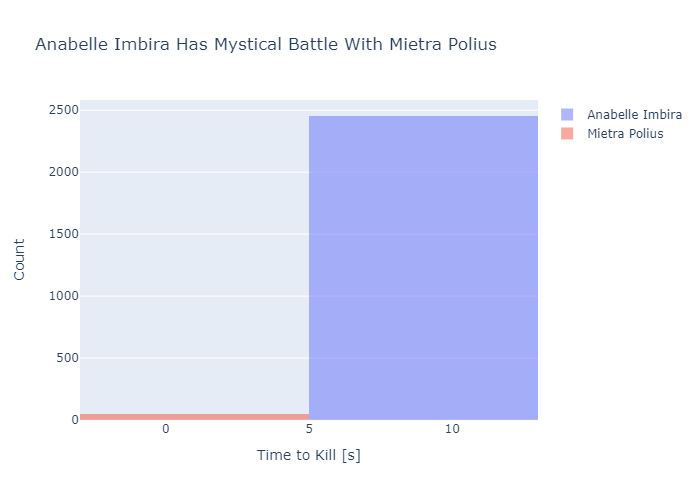 Anabelle Imbira Has Mystical Battle With Mietra Polius
Anabelle Imbira
Mietra Polius
2500
2000
1500
1000
500
0
Count
0
5
10
Time to Kill [s]